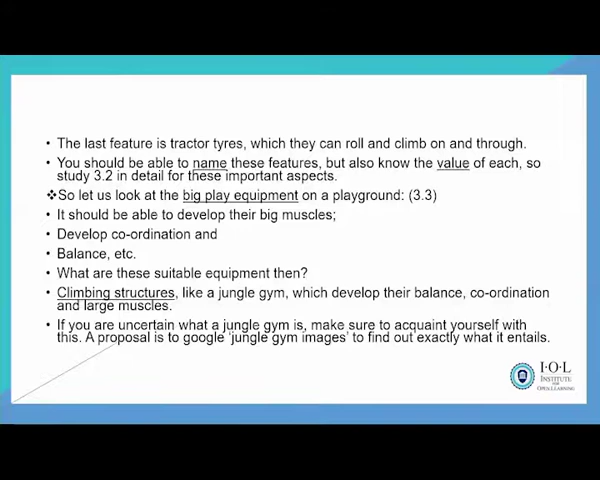 • The last feature is tractor tyres, which they can roll and climb on and through.
• You should be able to name these features, but also know the value of each, so
study 3.2 in detail for these important aspects.
❖So let us look at the big play equipment on a playground: (3.3)
• It should be able to develop their big muscles;
• Develop co-ordination and
• Balance, etc.
• What are these suitable equipment then?
• Climbing structures, like a jungle gym, which develop their balance, co-ordination
and large muscles.
• If you are uncertain what a jungle gym is, make sure to acquaint yourself with
this. A proposal is to google 'jungle gym images' to find out exactly what it entails.
I·O·L
INSTITUTE
FOR
OPEN LEARNING